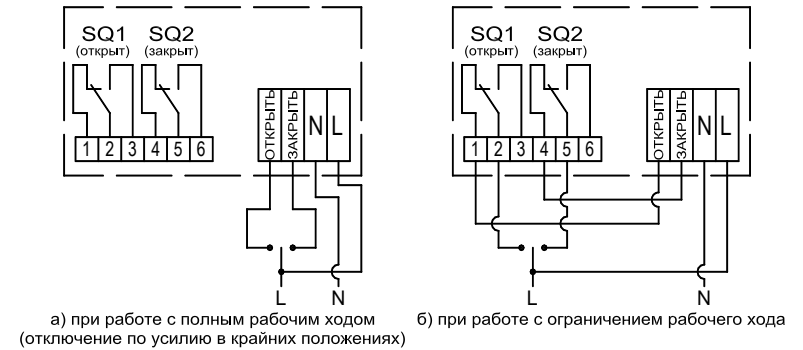 SQ1 SQ2
(открыт) (закрыт)
1 2 3 4 5 6
ОТКРЫТЬ
ЗАКРЫТЬ
N L
L N
а) при работе с полным рабочим ходом
(отключение по усилию в крайних положениях)
SQ1 SQ2
(открыт) (закрыт)
1 2 3 4 5 6
ОТКРЫТЬ
ЗАКРЫТЬ
N L
L N
б) при работе с ограничением рабочего хода